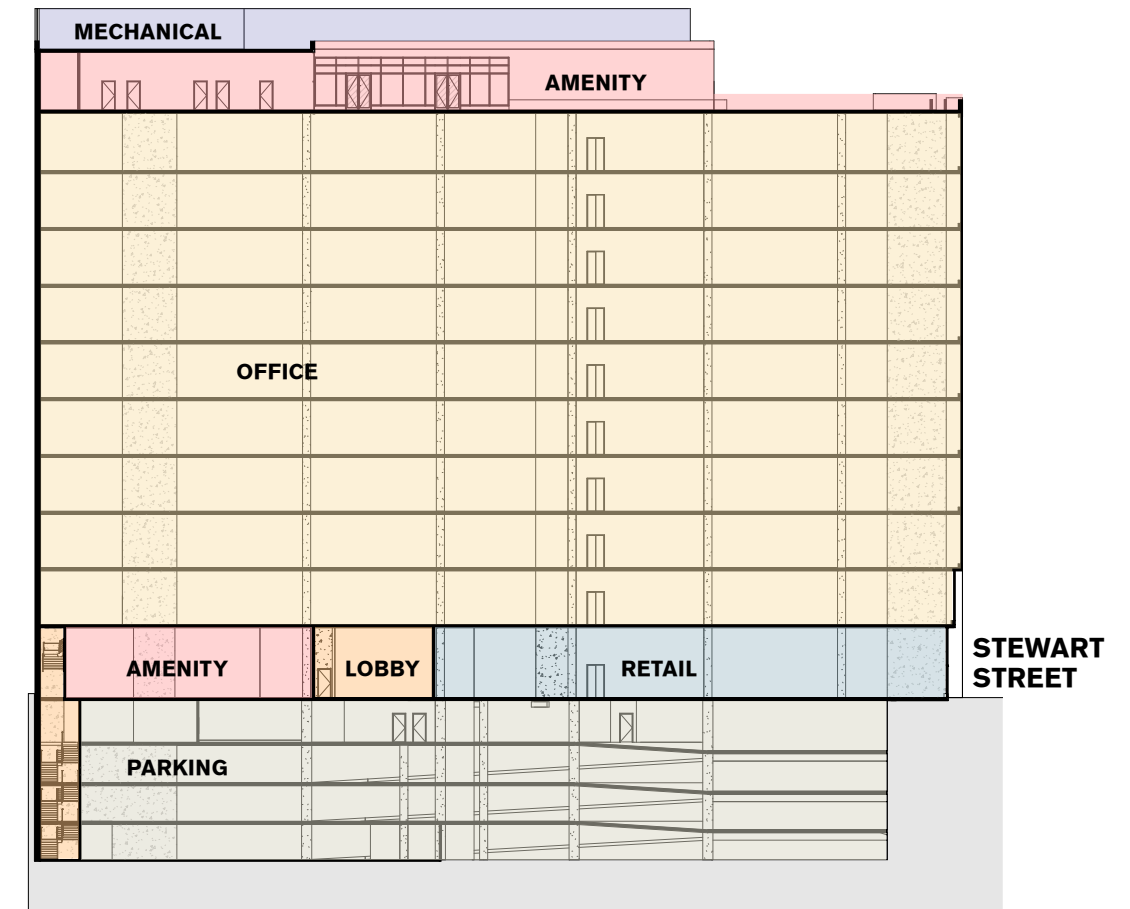 MECHANICAL
AMENITY
OFFICE
AMENITY
LOBBY
RETAIL
STEWART
STREET
PARKING